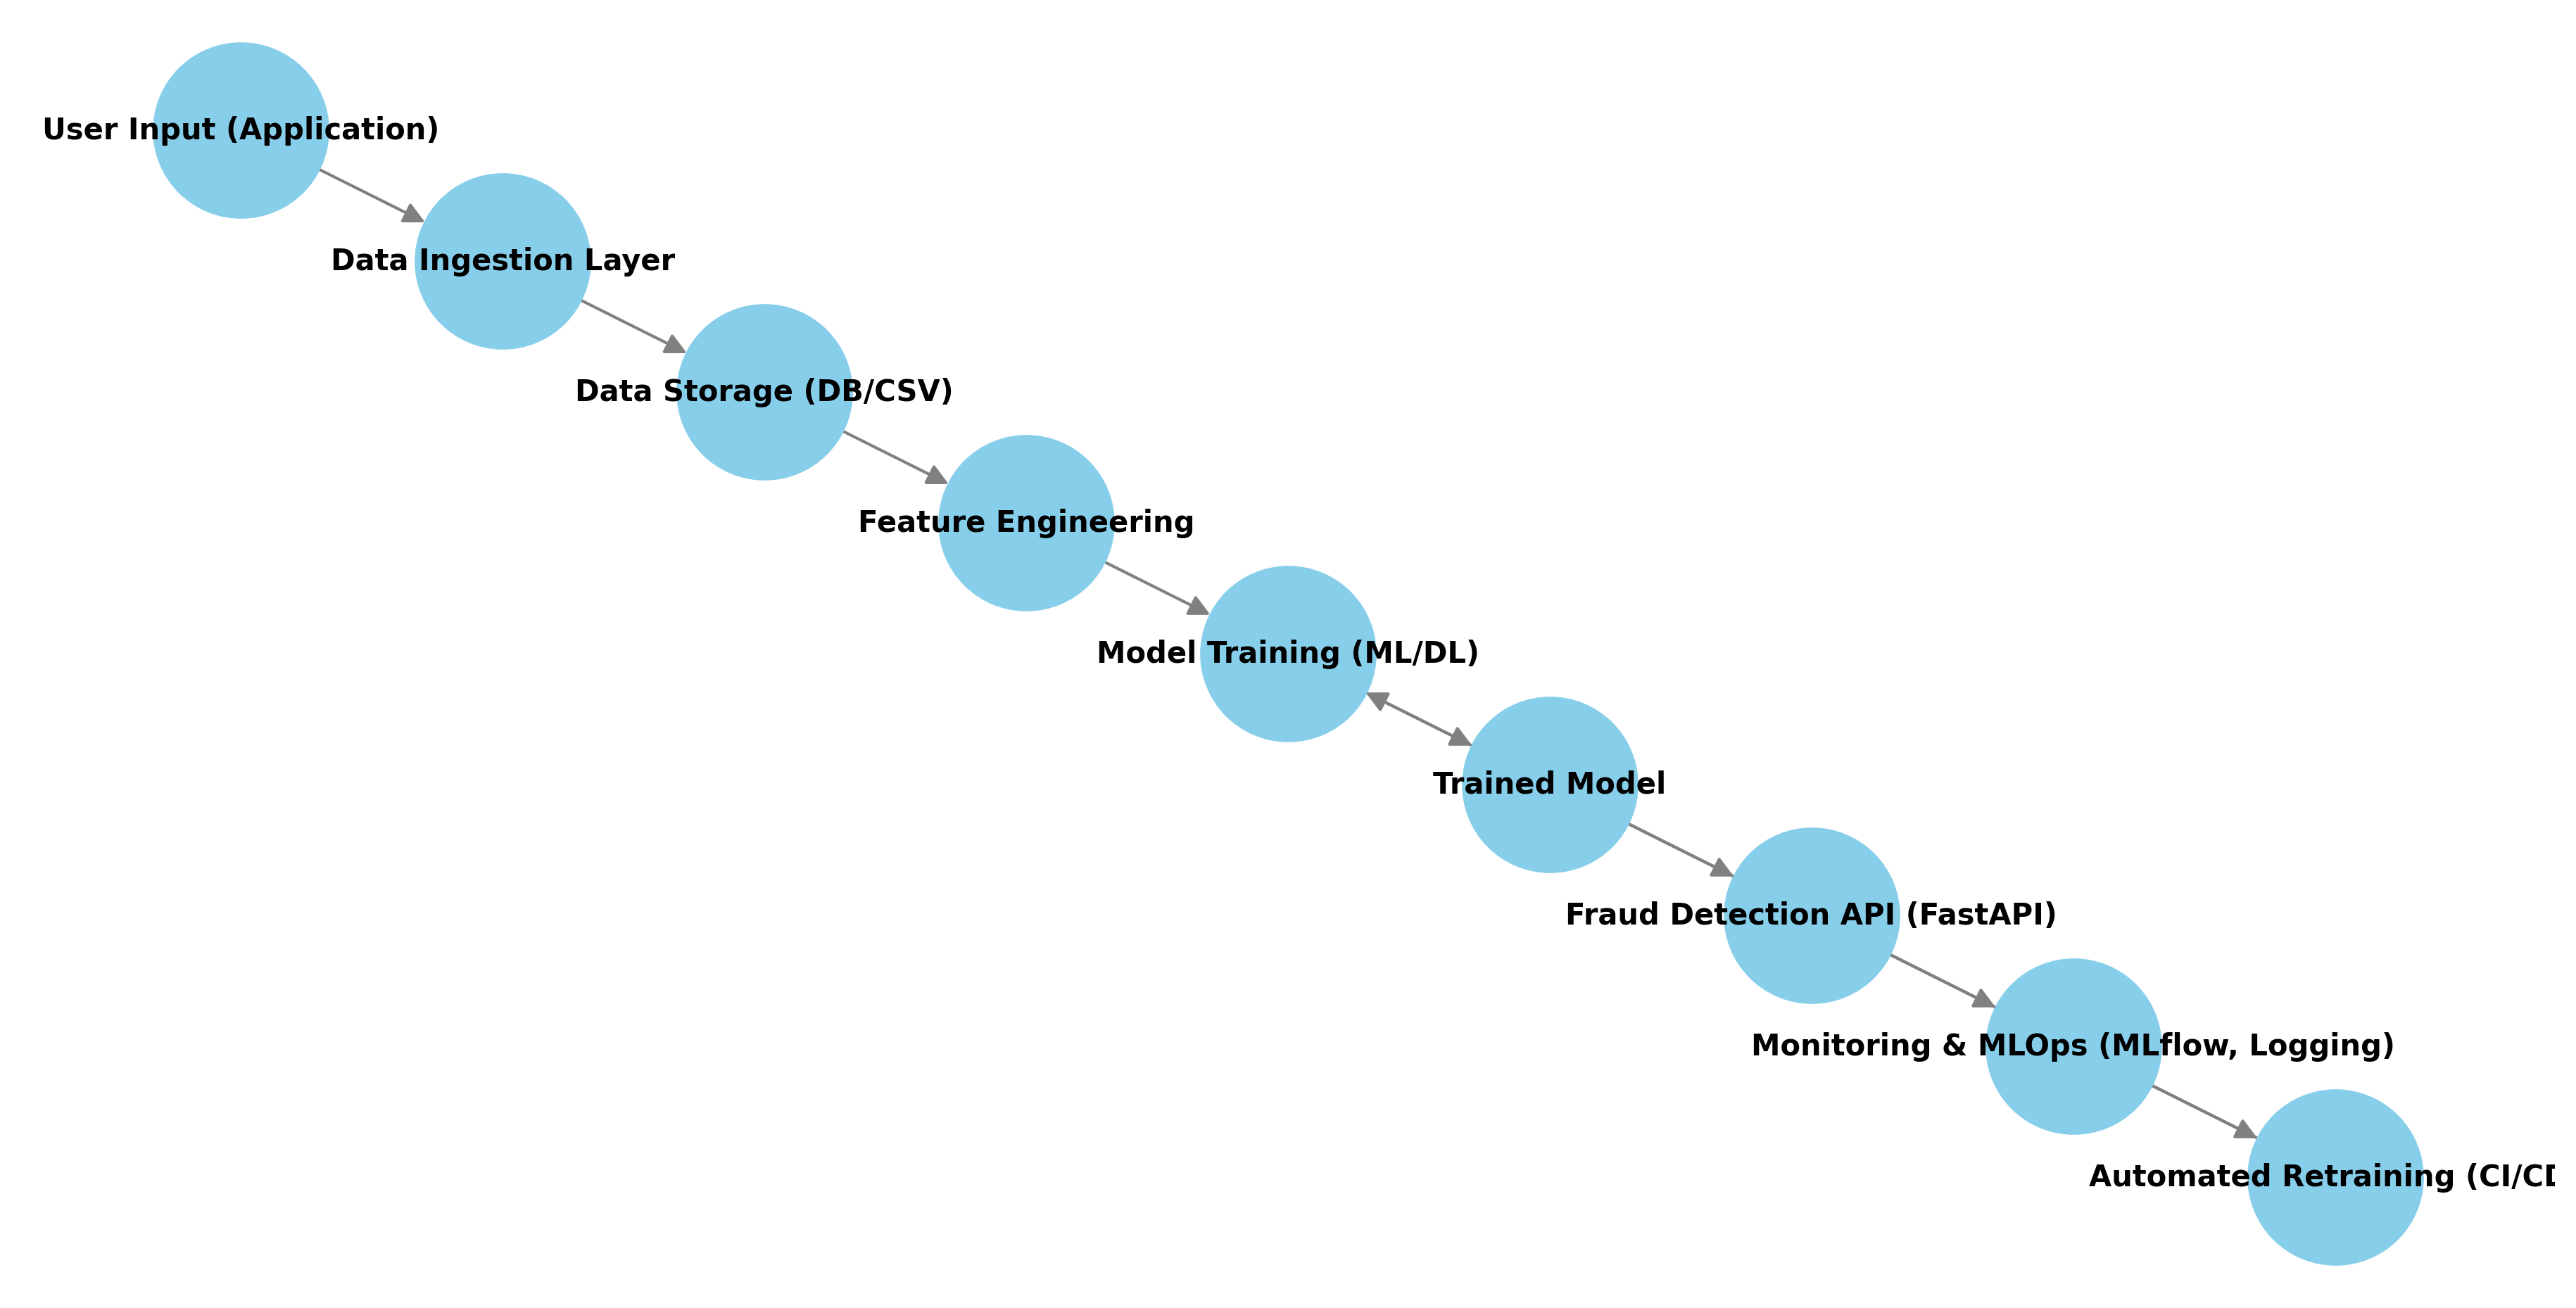 User Input (Application)
Data Ingestion Layer
Data Storage (DB/CSV)
Feature Engineering
Model Training (ML/DL)
Trained Model
Fraud Detection API (FastAPI)
Monitoring & MLOps (MLflow, Logging)
Automated Retraining (CI/CD